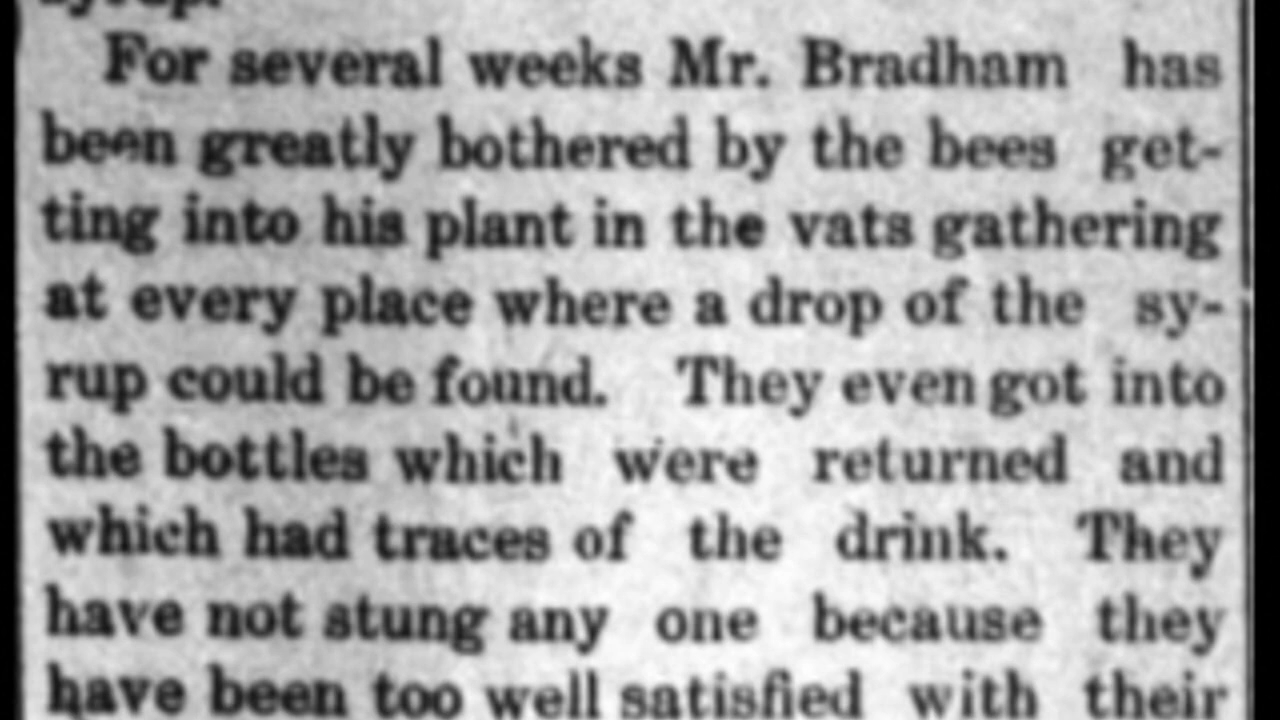 For several weeks Mr. Bradham has
been greatly bothered by the bees get-
ting into his plant in the vats gathering
at every place where a drop of the sy-
rup could be found. They even got into
the bottles which were returned and
which had traces of the drink. They
have not stung any one because they
have been too well satisfied with their